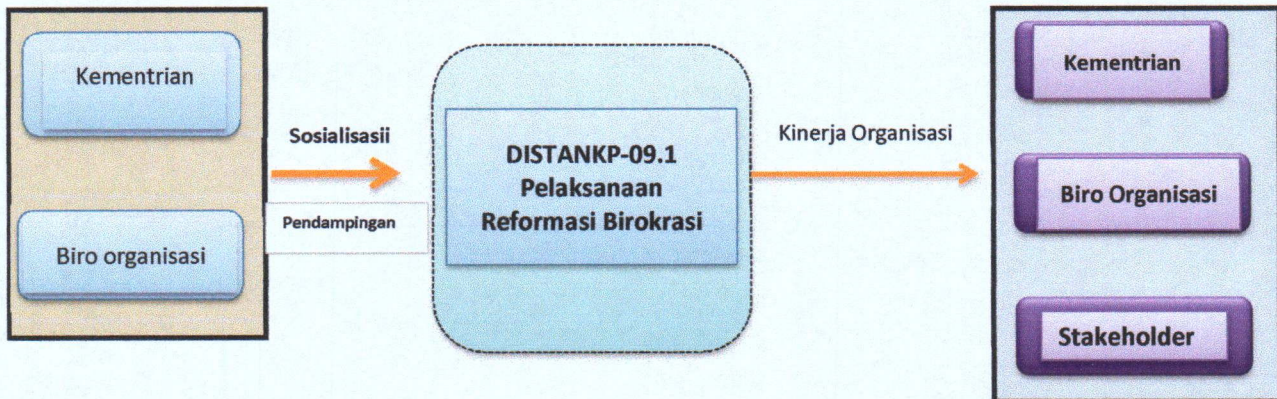 Kementrian
Biro organisasi
Sosialisasii
Pendampingan
DISTANKP-09.1
Pelaksanaan
Reformasi Birokrasi
Kinerja Organisasi
Kementrian
Biro Organisasi
Stakeholder